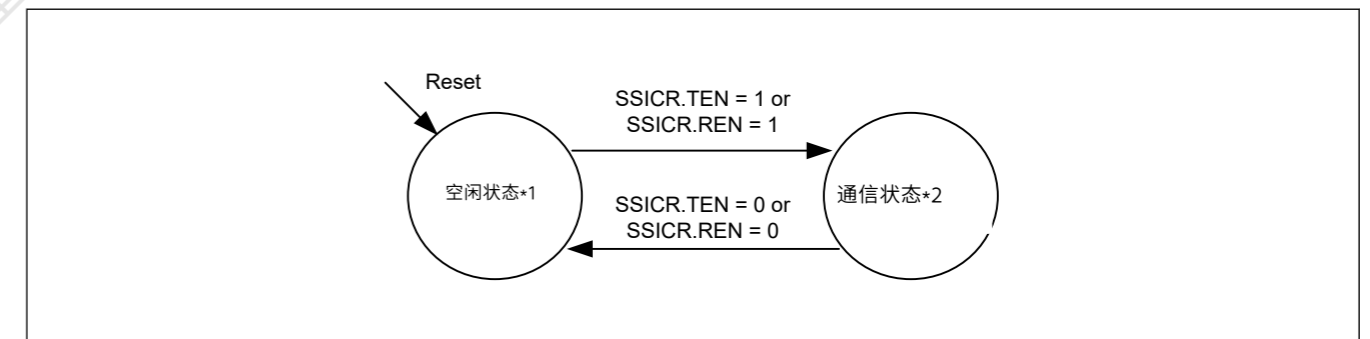 Reset
SSICR.TEN = 1 or
SSICR.REN = 1
空闲状态*1
通信状态*2
SSICR.TEN = 0 or
SSICR.REN = 0